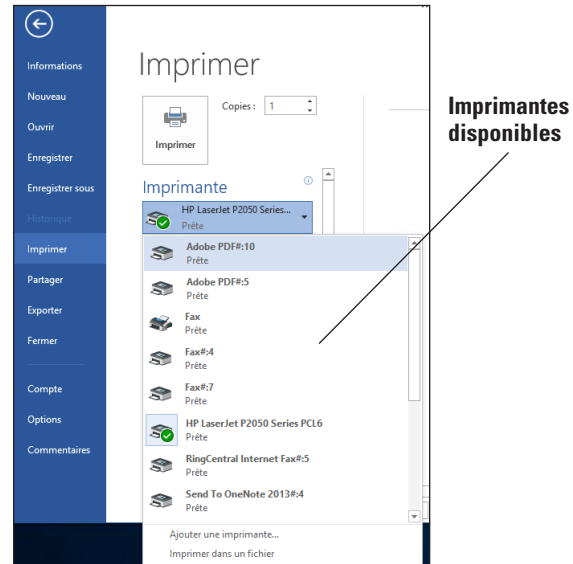 Informations
Nouveau
Ouvrir
Enregistrer
Enregistrer sous
Historique
Imprimer
Partager
Exporter
Fermer
Compte
Options
Commentaires
Imprimer
Copies : 1
Imprimer
Imprimante
HP LaserJet P2050 Series...
Prête
Adobe PDF#:10
Prête
Adobe PDF#:5
Prête
Fax
Prête
Fax#:4
Prête
Fax#:7
Prête
HP LaserJet P2050 Series PCL6
Prête
RingCentral Internet Fax#:5
Prête
Send To OneNote 2013#:4
Prête
Ajouter une imprimante...
Imprimer dans un fichier
Imprimantes
disponibles